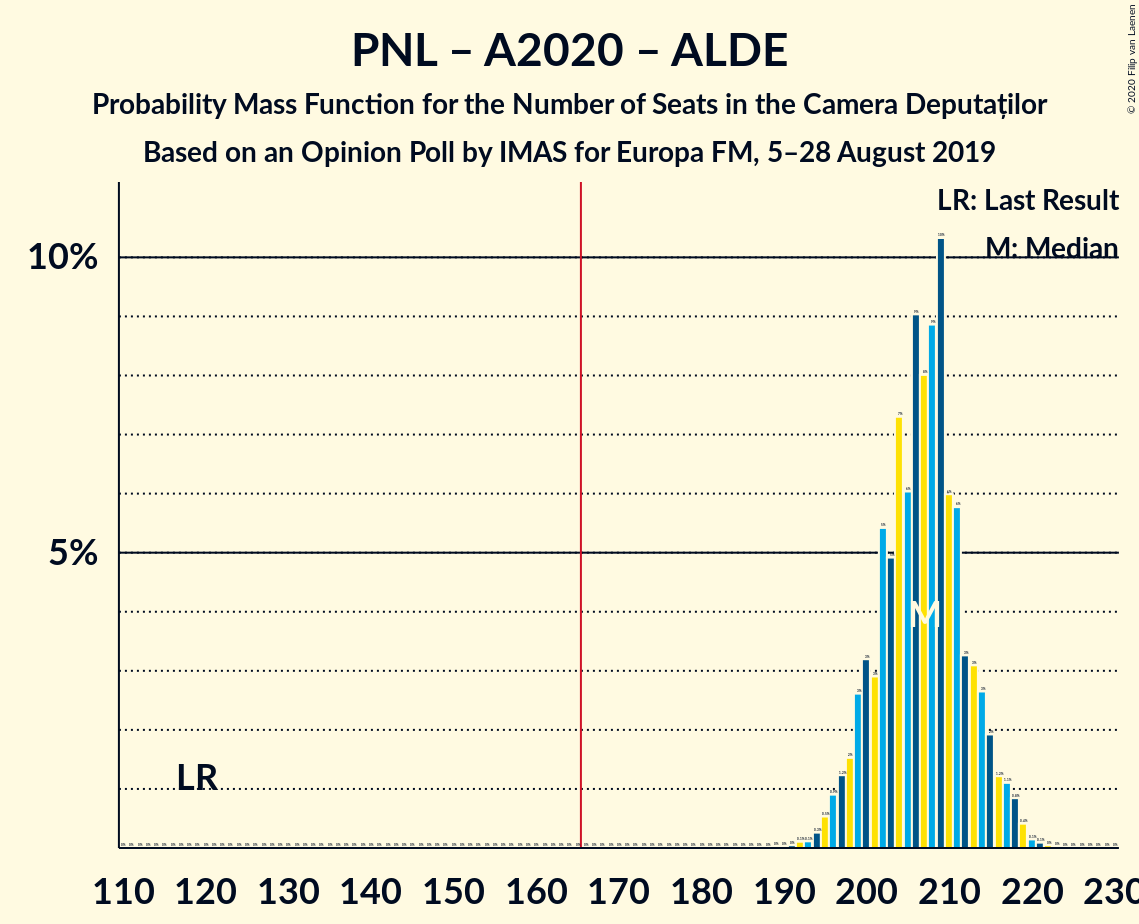 PNL – A2020 – ALDE
Probability Mass Function for the Number of Seats in the Camera Deputaților
Based on an Opinion Poll by IMAS for Europa FM, 5–28 August 2019
© 2020 Filip van Laenen
LR: Last Result
M: Median
10%
5%
LR
M
110 120 130 140 150 160 170 180 190 200 210 220 230